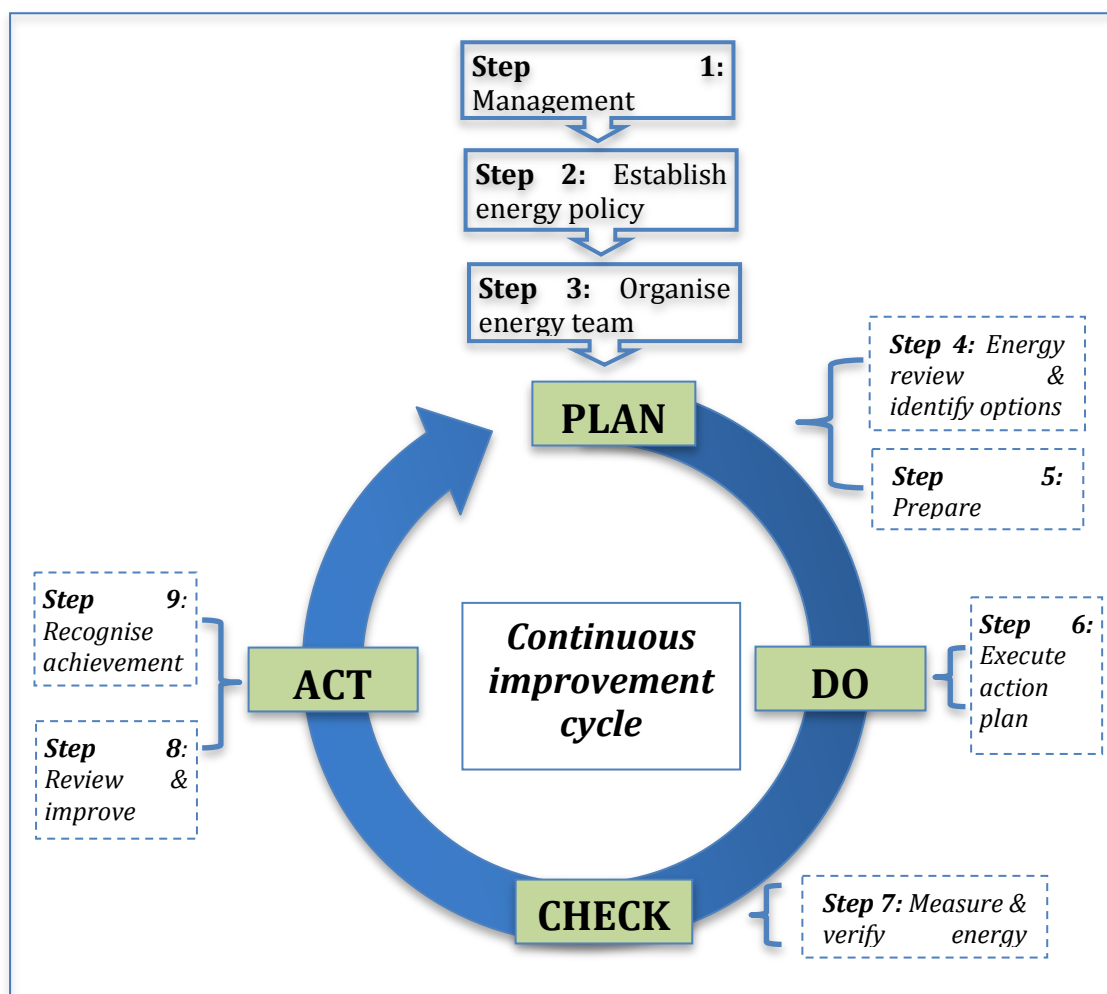 Step 1:
Management
Step 2: Establish
energy policy
Step 3: Organise
energy team
PLAN
Step 4: Energy
review &
identify options
Step 5:
Prepare
DO
Step 6:
Execute
action
plan
CHECK
Step 7: Measure &
verify energy
ACT
Step 8:
Review &
improve
Step 9:
Recognise
achievement
Continuous
improvement
cycle